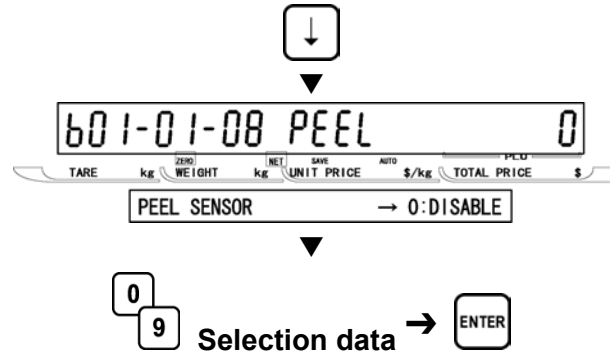 ↓
b01-01-08 PEEL 0
ZERO NET SAVE AUTO PLU
TARE kg WEIGHT kg UNIT PRICE $/kg TOTAL PRICE $
PEEL SENSOR → 0:DISABLE
0
9 Selection data → ENTER